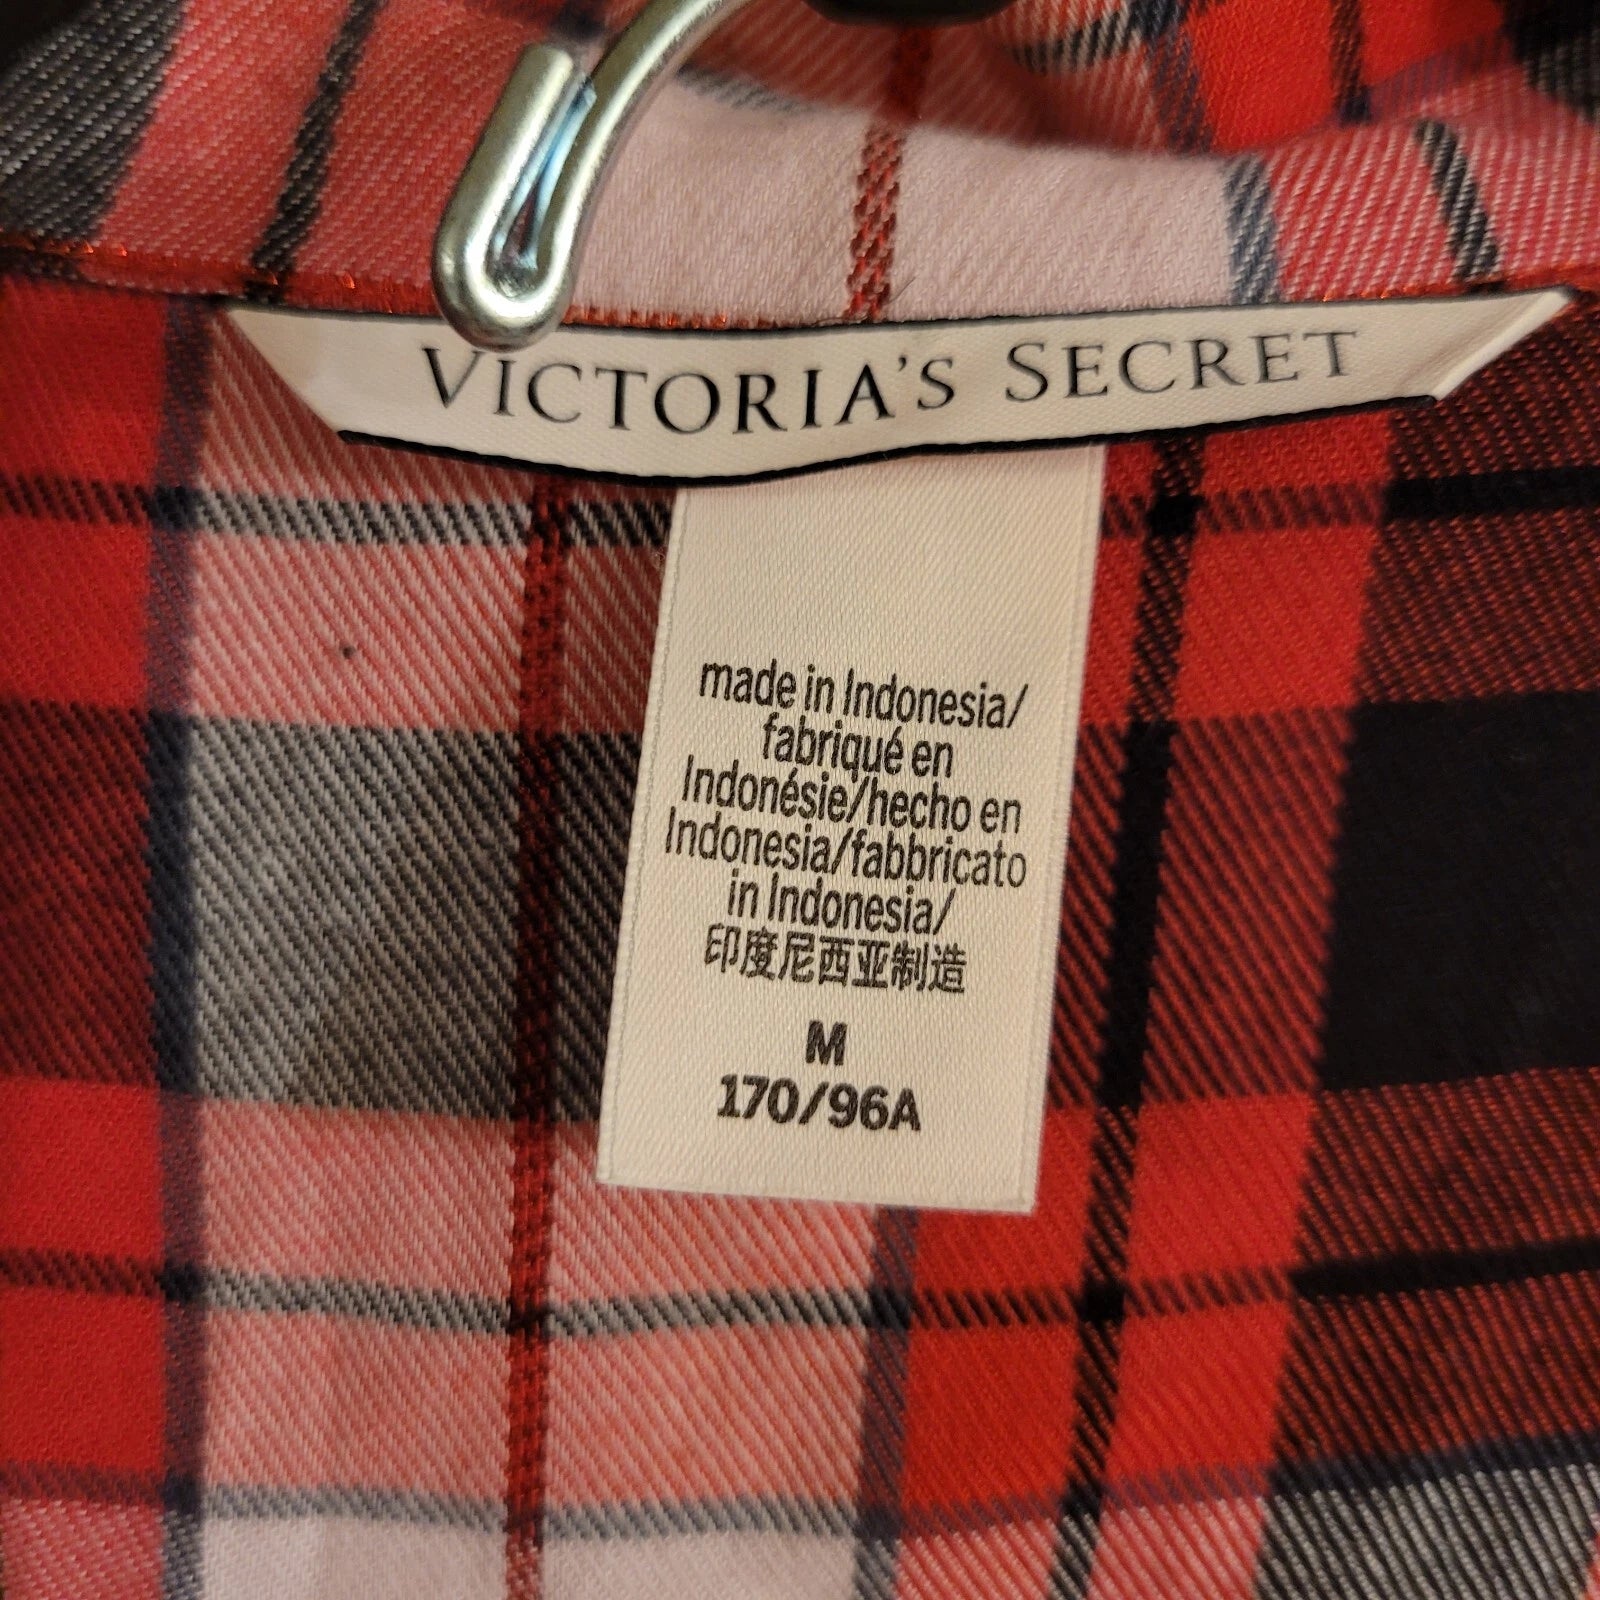 VICTORIA'S SECRET
made in Indonesia/
fabriqué en
Indonésie/hecho en
Indonesia/fabbricato
in Indonesia/
印度尼西亚制造
M
170/96A